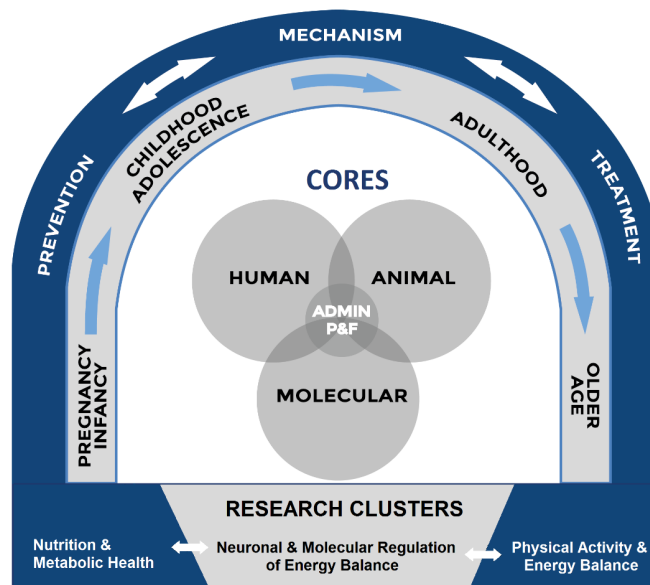 MECHANISM
PREVENTION
TREATMENT
CHILDHOOD
ADOLESCENCE
ADULTHOOD
PREGNANCY
INFANCY
OLDER
AGE
CORES
HUMAN
ANIMAL
ADMIN
P&F
MOLECULAR
RESEARCH CLUSTERS
Nutrition &
Metabolic Health
Neuronal & Molecular Regulation
of Energy Balance
Physical Activity &
Energy Balance